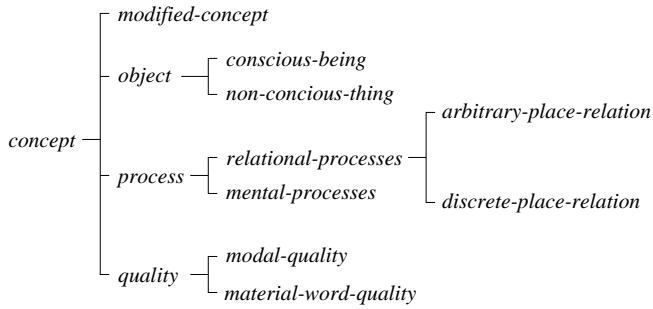 modified-concept
object
conscious-being
non-concious-thing
concept
process
relational-processes
mental-processes
arbitrary-place-relation
discrete-place-relation
quality
modal-quality
material-word-quality